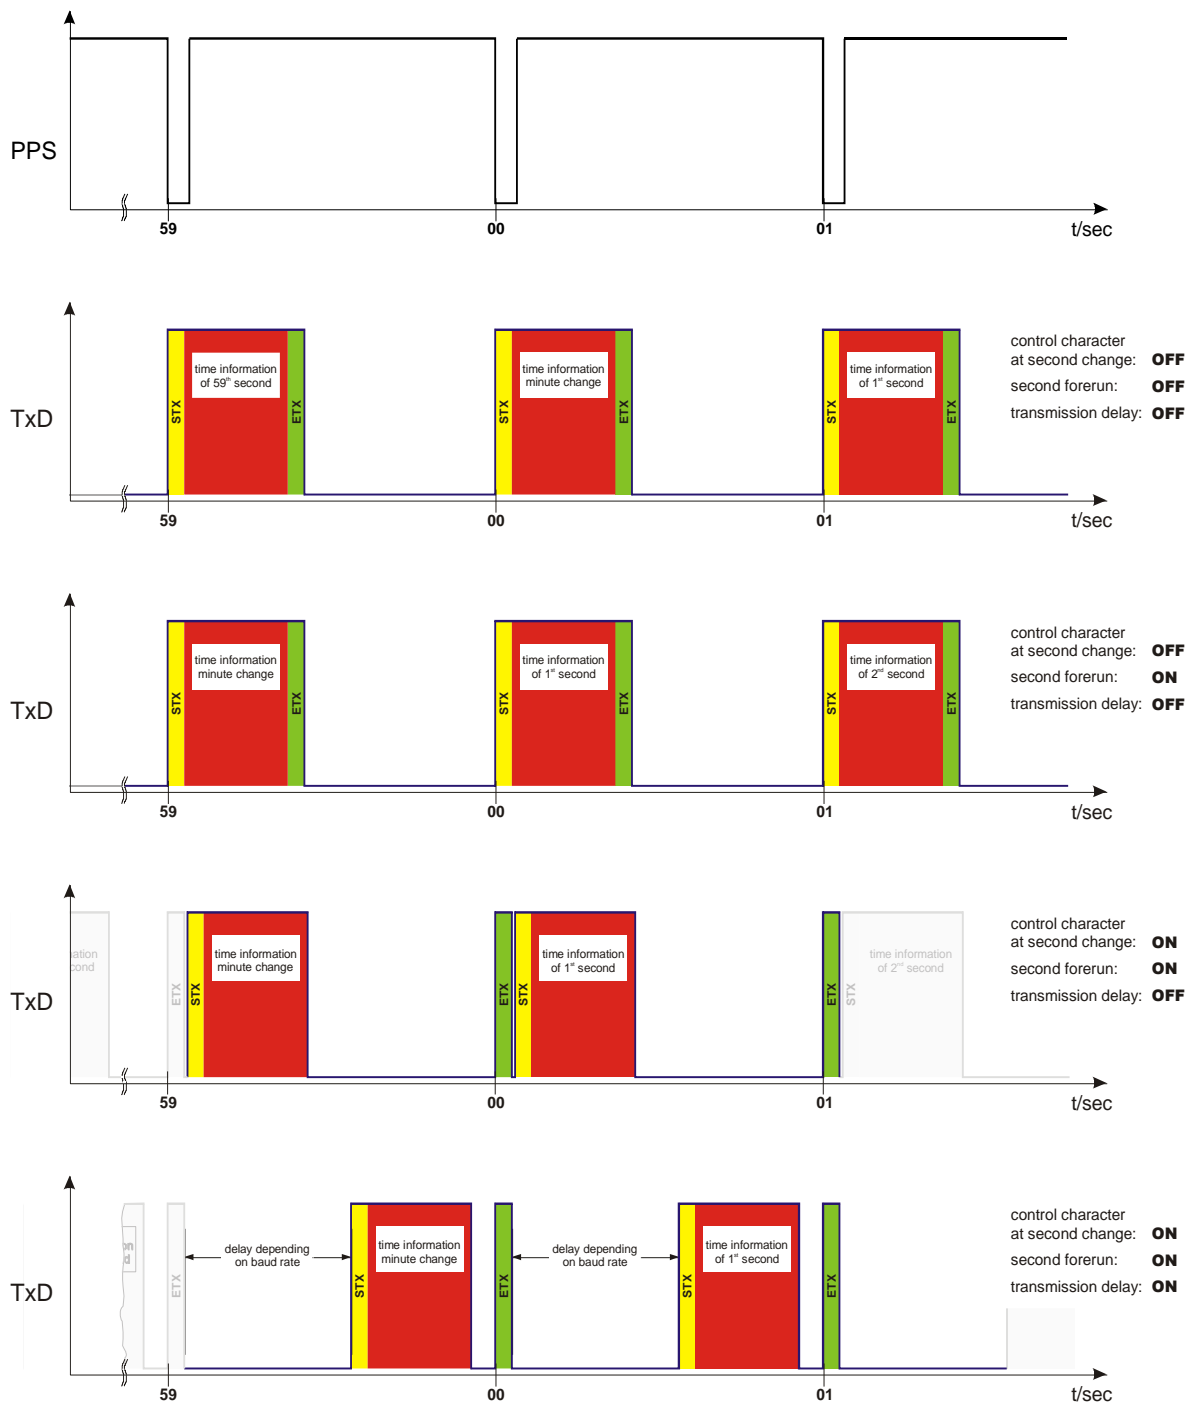 PPS
59
00
01
t/sec
TxD
STX
time information
of 59th second
ETX
STX
time information
minute change
ETX
STX
time information
of 1st second
ETX
control character
at second change: OFF
second forerun: OFF
transmission delay: OFF
59
00
01
t/sec
TxD
STX
time information
minute change
ETX
STX
time information
of 1st second
ETX
STX
time information
of 2nd second
ETX
control character
at second change: OFF
second forerun: ON
transmission delay: OFF
59
00
01
t/sec
TxD
ation
cond
ETX
STX
time information
minute change
ETX
STX
time information
of 1st second
ETX
STX
time information
of 2nd second
control character
at second change: ON
second forerun: ON
transmission delay: OFF
59
00
01
t/sec
TxD
ETX
delay depending
on baud rate
STX
time information
minute change
ETX
delay depending
on baud rate
STX
time information
of 1st second
ETX
control character
at second change: ON
second forerun: ON
transmission delay: ON
59
00
01
t/sec